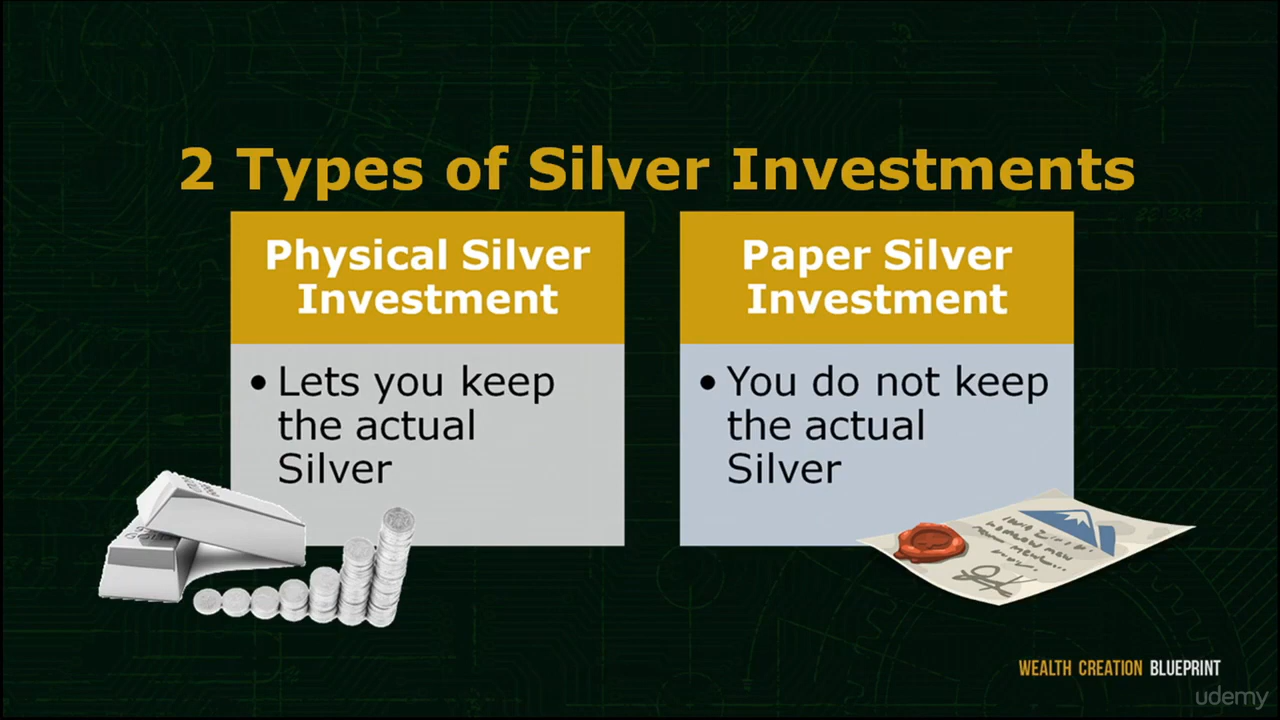 2 Types of Silver Investments
Physical Silver
Investment
• Lets you keep
the actual
Silver
Paper Silver
Investment
• You do not keep
the actual
Silver
WEALTH CREATION BLUEPRINT
udemy